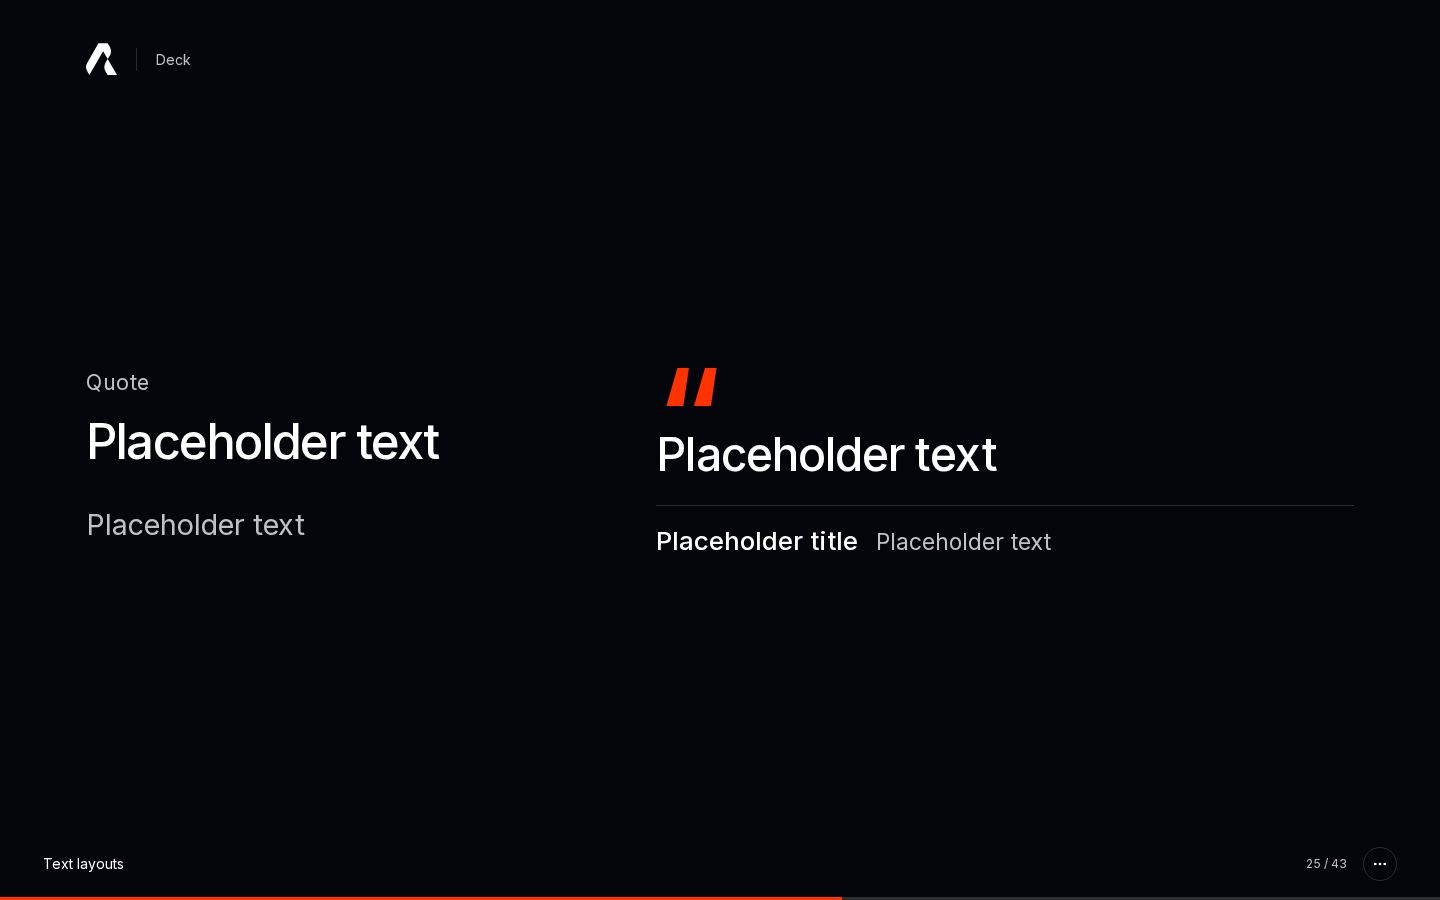 Deck
Quote
Placeholder text
Placeholder text
“
Placeholder text
Placeholder title Placeholder text
Text layouts
25 / 43